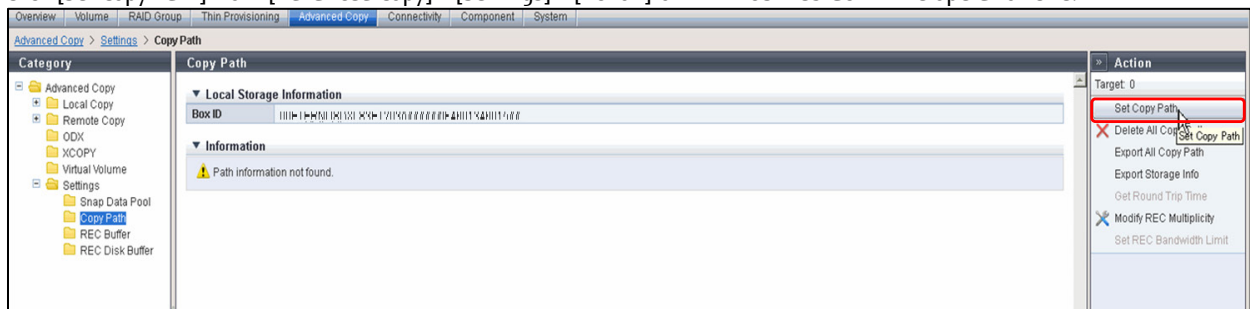 Overview Volume RAID Group Thin Provisioning Advanced Copy Connectivity Component System
Advanced Copy > Settings > Copy Path
Category
Advanced Copy
Local Copy
Remote Copy
ODX
XCOPY
Virtual Volume
Settings
Snap Data Pool
Copy Path
REC Buffer
REC Disk Buffer
Copy Path
▼ Local Storage Information
Box ID
▼ Information
Path information not found.
» Action
Target: 0
Set Copy Path
Delete All
Set Copy Path
Export All Copy Path
Export Storage Info
Get Round Trip Time
Modify REC Multiplicity
Set REC Bandwidth Limit